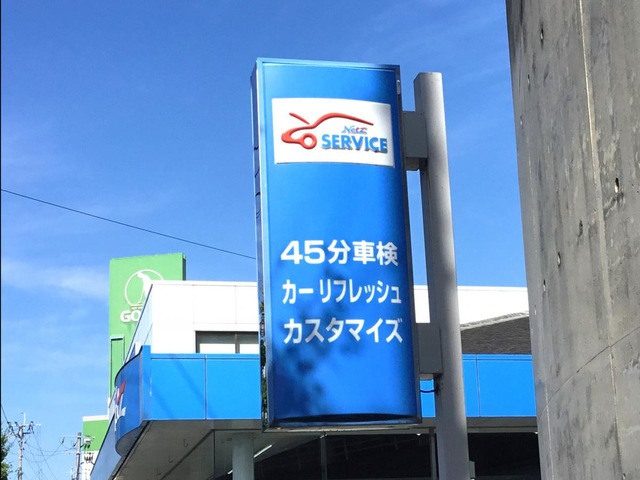 Netz
SERVICE
45分車検
カーリフレッシュ
カスタマイズ
GO